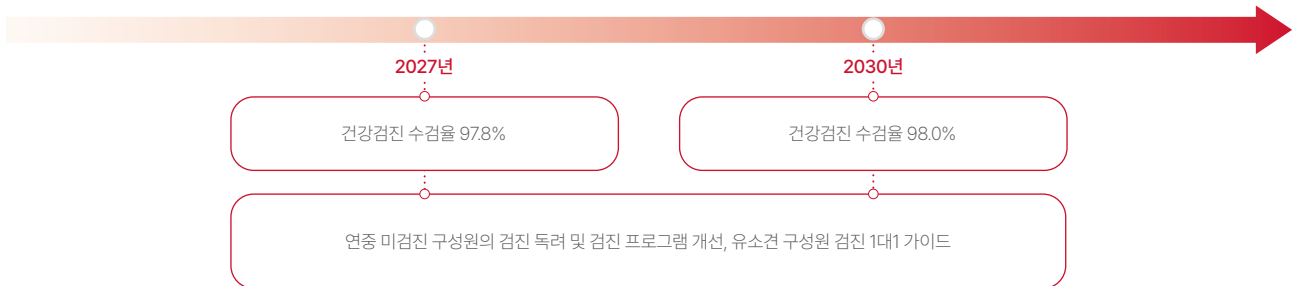 2027년
2030년
건강검진 수검율 97.8%
건강검진 수검율 98.0%
연중 미검진 구성원의 검진 독려 및 검진 프로그램 개선, 유소견 구성원 검진 1대1 가이드